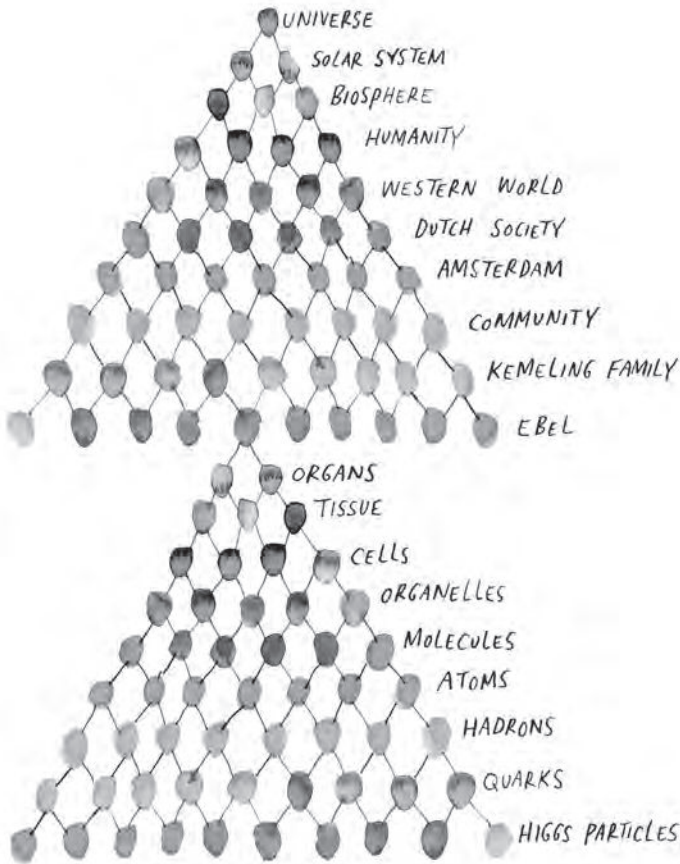 UNIVERSE
SOLAR SYSTEM
BIOSPHERE
HUMANITY
WESTERN WORLD
DUTCH SOCIETY
AMSTERDAM
COMMUNITY
KEMELING FAMILY
EBEL
ORGANS
TISSUE
CELLS
ORGANELLES
MOLECULES
ATOMS
HADRONS
QUARKS
HIGGS PARTICLES